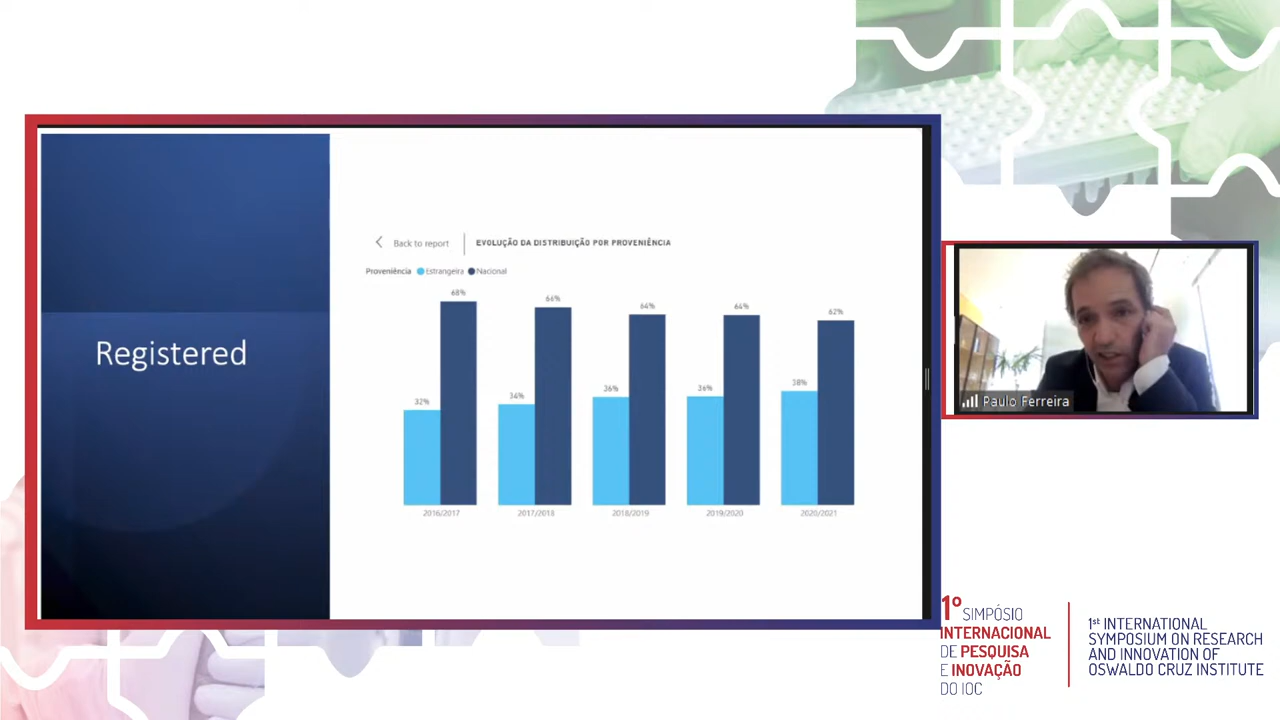 Registered
Back to report
EVOLUÇÃO DA DISTRIBUIÇÃO POR PROVENIÊNCIA
Proveniência Estrangeira Nacional
68%
66%
64%
64%
62%
32%
34%
36%
36%
38%
2016/2017
2017/2018
2018/2019
2019/2020
2020/2021
Paulo Ferreira
1º SIMPÓSIO
INTERNACIONAL
DE PESQUISA
E INOVAÇÃO
DO IOC
1st INTERNATIONAL
SYMPOSIUM ON RESEARCH
AND INNOVATION OF
OSWALDO CRUZ INSTITUTE